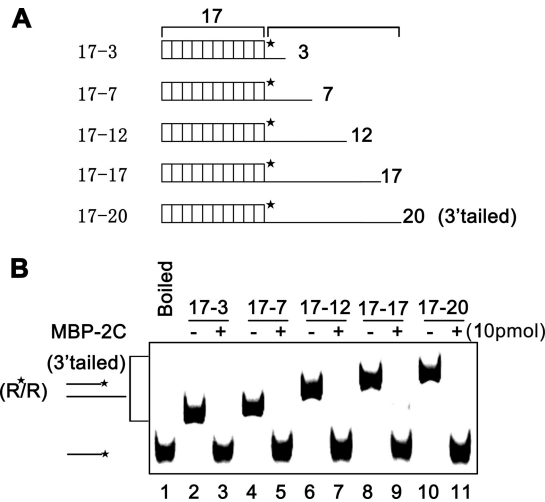 A
17
17-3 ★ 3
17-7 ★ 7
17-12 ★ 12
17-17 ★ 17
17-20 ★ 20 (3'tailed)
B
Boiled 17-3 17-7 17-12 17-17 17-20
MBP-2C - + - + - + - + - + (10pmol)
(3'tailed)
(R★/R)
1 2 3 4 5 6 7 8 9 10 11